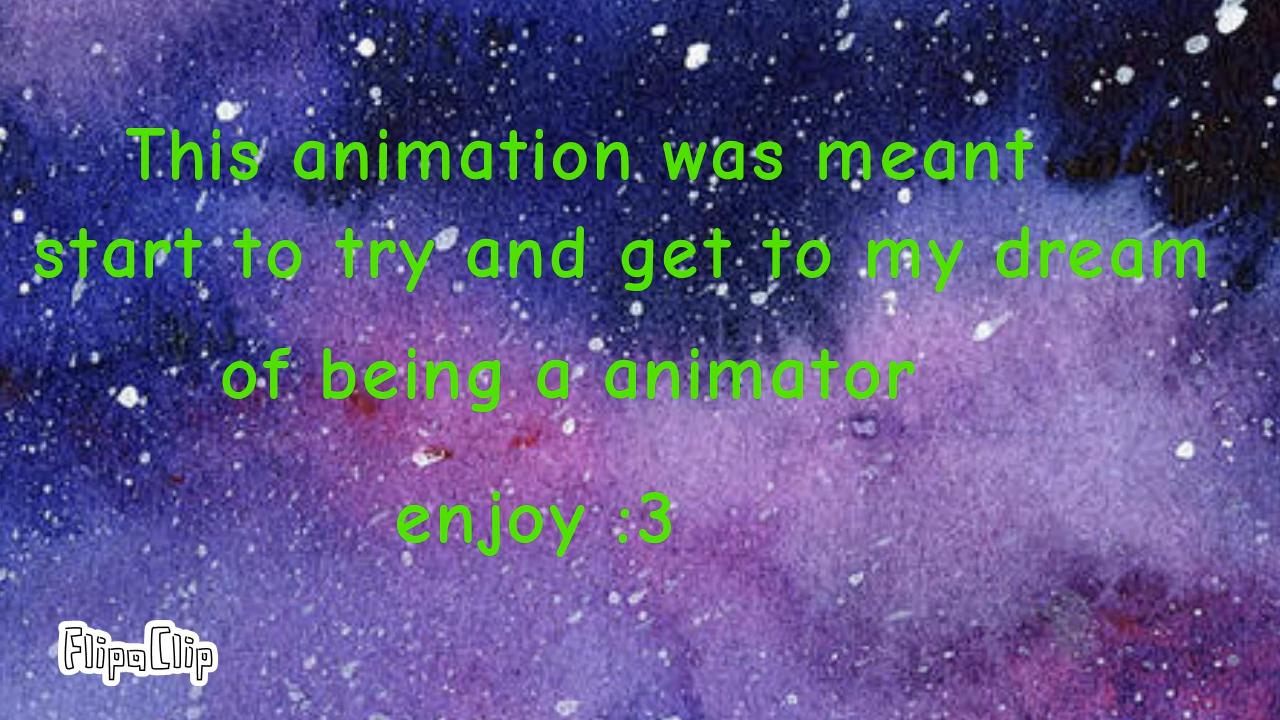 This animation was meant
start to try and get to my dream
of being a animator
enjoy :3
FlipaClip